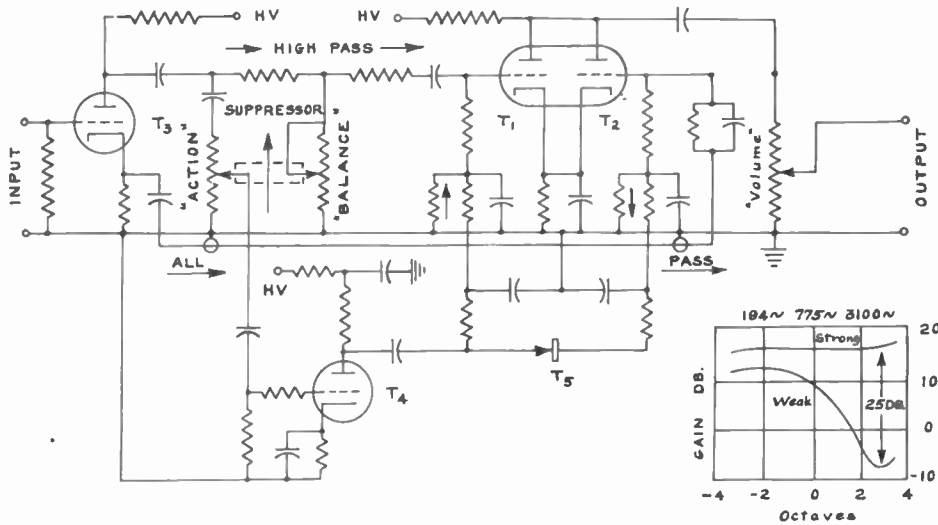 HV
HV
HIGH PASS
T3
SUPPRESSOR
"ACTION"
"BALANCE"
T1
T2
"Volume"
INPUT
OUTPUT
ALL
PASS
HV
T4
T5
194~ 775~ 3100~
Strong
Weak
25DB.
GAIN DB.
20
10
0
-10
-4 -2 0 2 4
Octaves